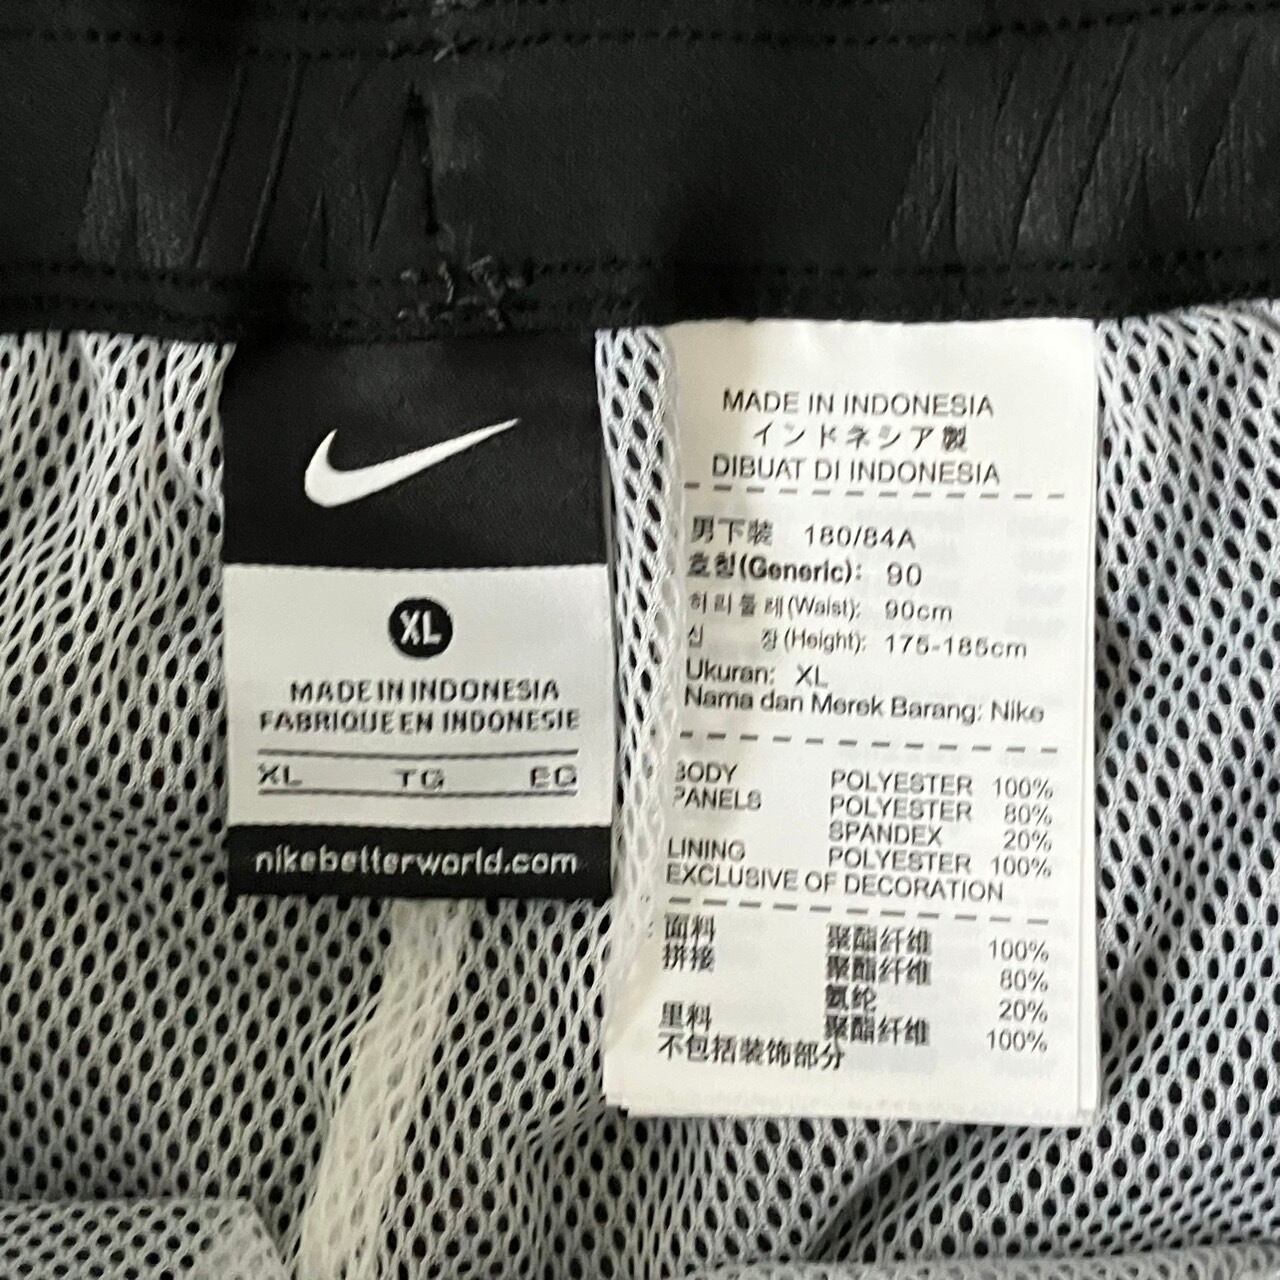 XL
MADE IN INDONESIA
FABRIQUE EN INDONESIE
XL TG EG
nikebetterworld.com
MADE IN INDONESIA
インドネシア製
DIBUAT DI INDONESIA
男下装 180/84A
호칭(Generic): 90
허리둘레(Waist): 90cm
신 장(Height): 175-185cm
Ukuran: XL
Nama dan Merek Barang: Nike
BODY POLYESTER 100%
PANELS POLYESTER 80%
SPANDEX 20%
LINING POLYESTER 100%
EXCLUSIVE OF DECORATION
面料 聚酯纤维 100%
拼接 聚酯纤维 80%
氨纶 20%
里料 聚酯纤维 100%
不包括装饰部分